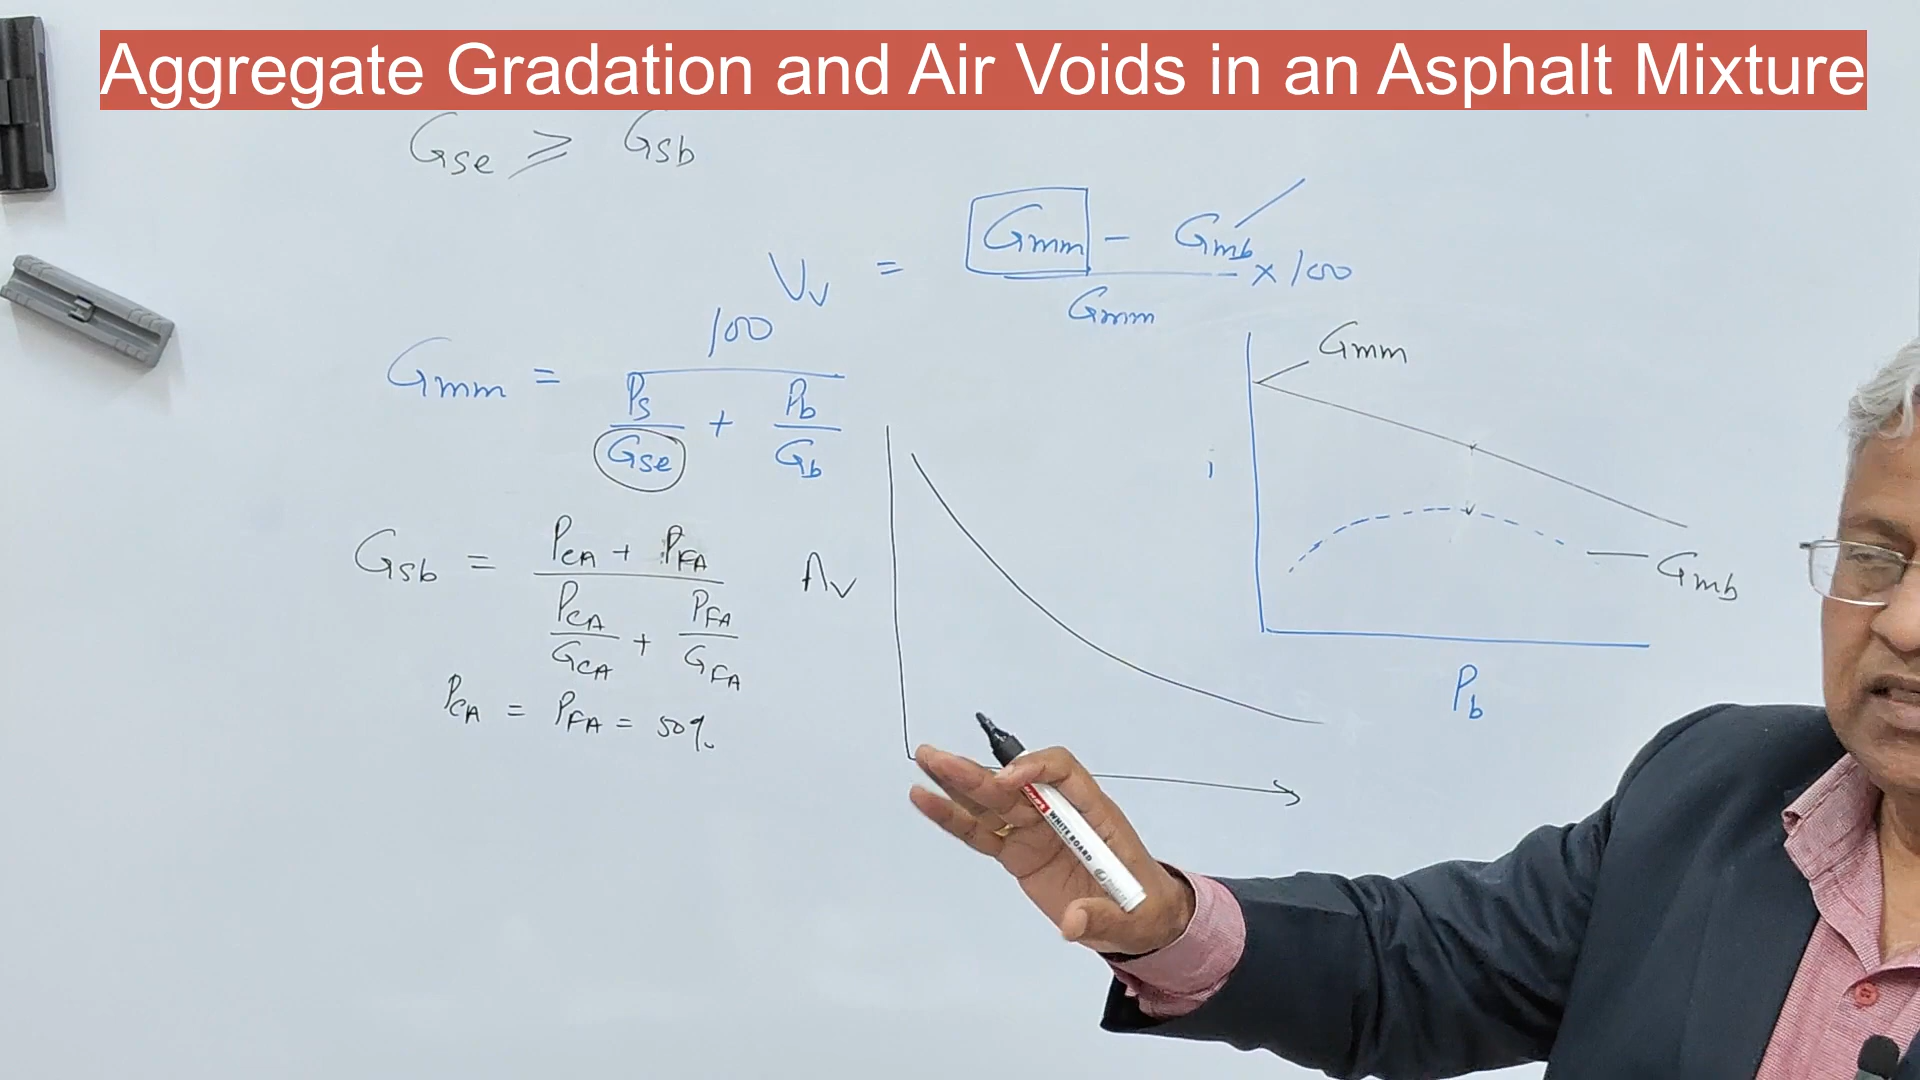 Aggregate Gradation and Air Voids in an Asphalt Mixture
Gse ⩾ Gsb
Vv = Gmm - Gmb / Gmm × 100
Gmm = 100 / Ps/Gse + Pb/Gb
Gsb = PCA + PFA / PCA/GCA + PFA/GFA
PCA = PFA = 50%
Av
Gmm
Gmb
Pb
WHITE BOARD